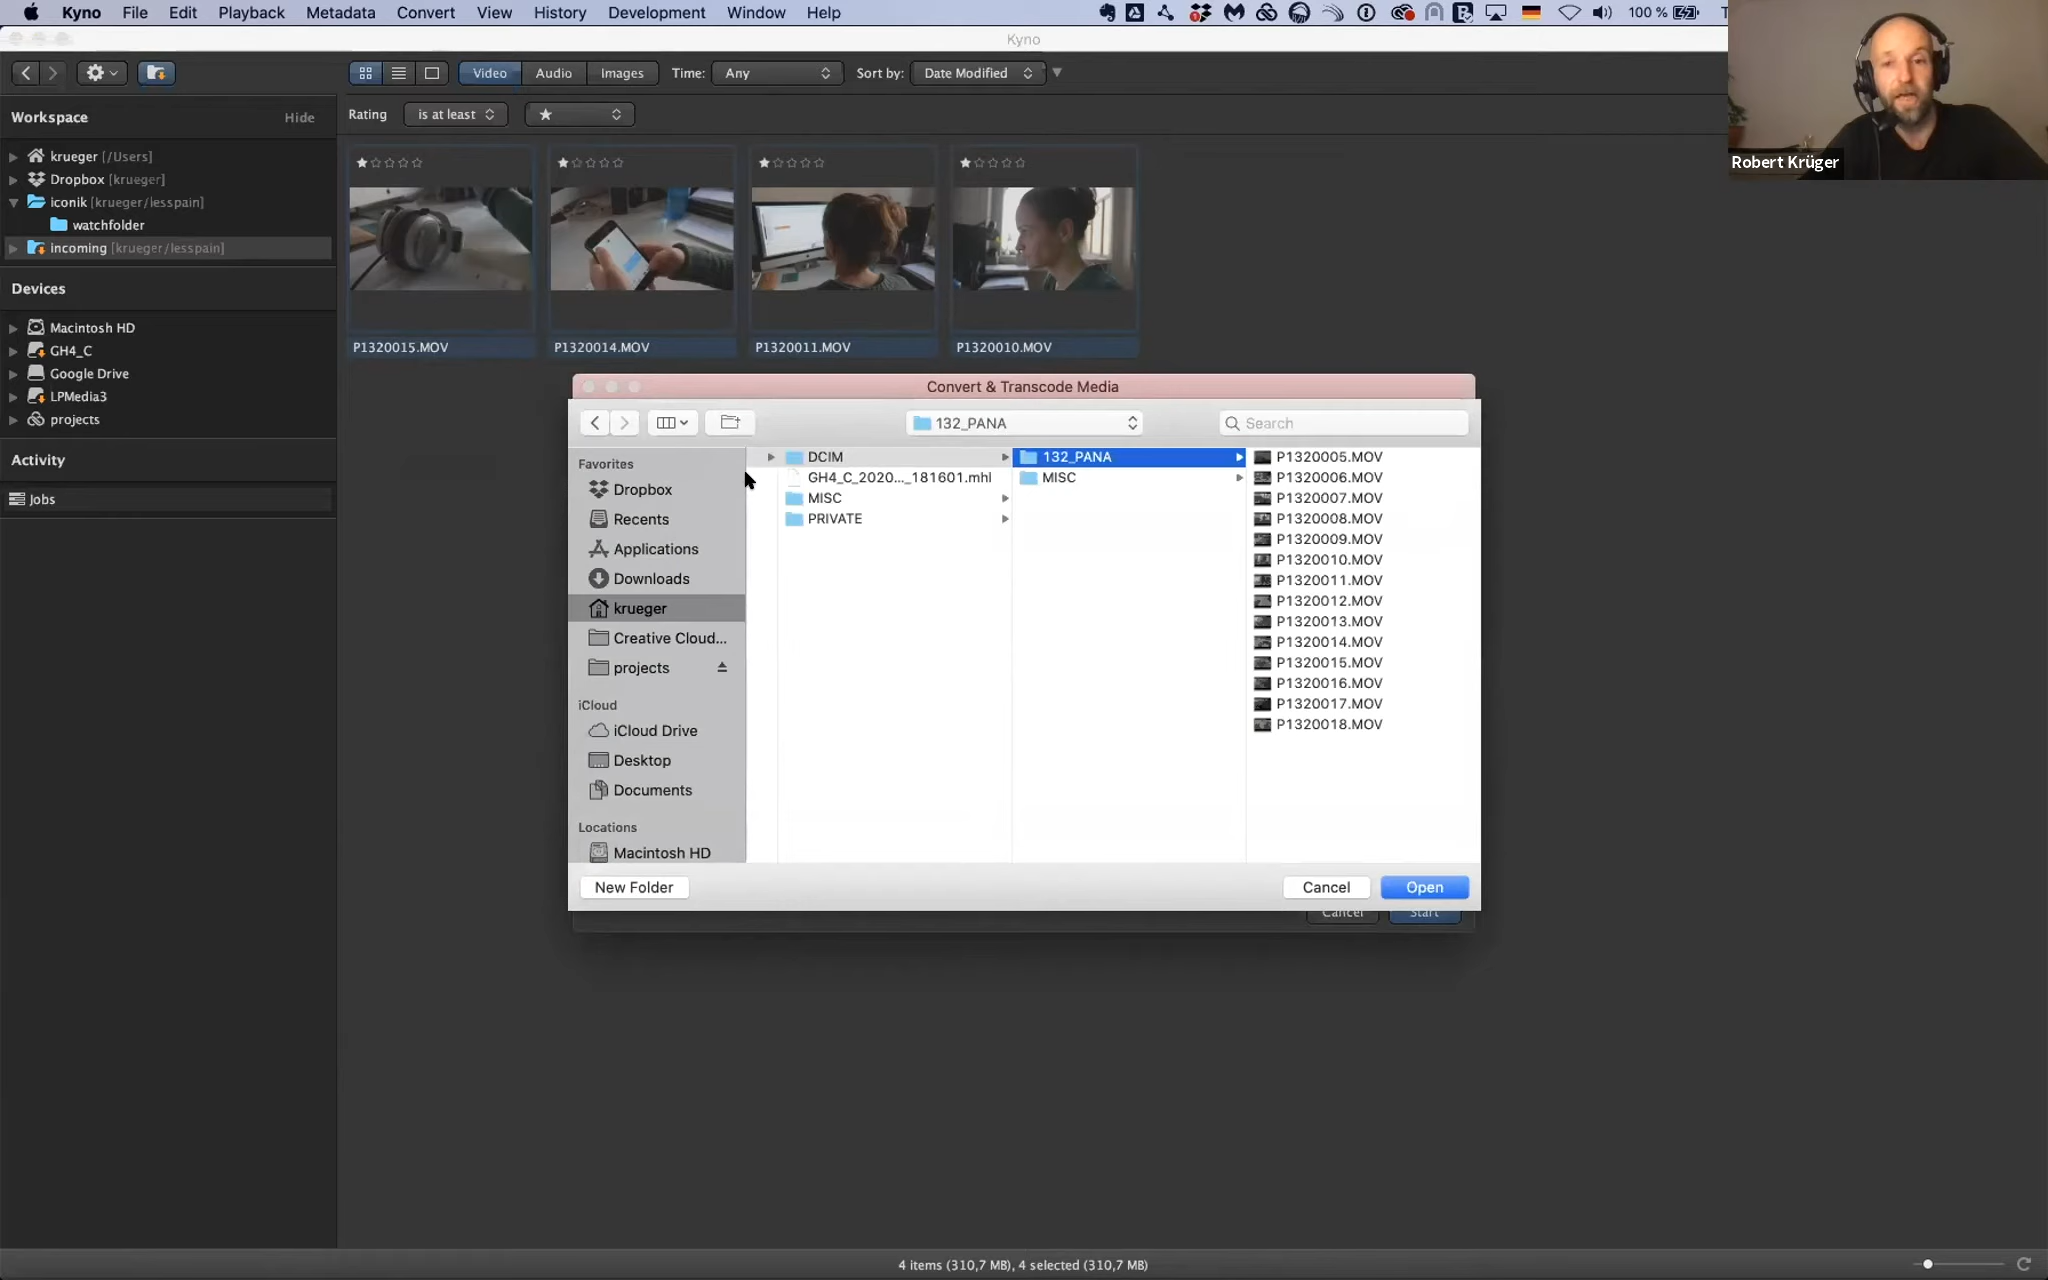 Kyno File Edit Playback Metadata Convert View History Development Window Help 100 %
Kyno
Video Audio Images Time: Any Sort by: Date Modified
Workspace Hide
Rating is at least
krueger [/Users]
Dropbox [krueger]
iconik [krueger/lesspain]
watchfolder
incoming [krueger/lesspain]
Devices
Macintosh HD
GH4_C
Google Drive
LPMedia3
projects
Activity
Jobs
P1320015.MOV P1320014.MOV P1320011.MOV P1320010.MOV
Robert Krüger
Convert & Transcode Media
132_PANA Search
Favorites
Dropbox
Recents
Applications
Downloads
krueger
Creative Cloud...
projects
iCloud
iCloud Drive
Desktop
Documents
Locations
Macintosh HD
DCIM
GH4_C_2020..._181601.mhl
MISC
PRIVATE
132_PANA
MISC
P1320005.MOV
P1320006.MOV
P1320007.MOV
P1320008.MOV
P1320009.MOV
P1320010.MOV
P1320011.MOV
P1320012.MOV
P1320013.MOV
P1320014.MOV
P1320015.MOV
P1320016.MOV
P1320017.MOV
P1320018.MOV
New Folder Cancel Open
Cancel Start
4 items (310,7 MB), 4 selected (310,7 MB)